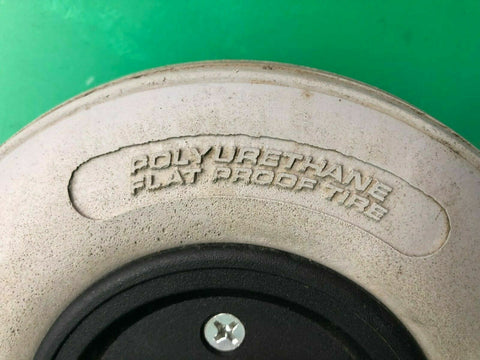 POLYURETHANE
FLAT PROOF TIRE